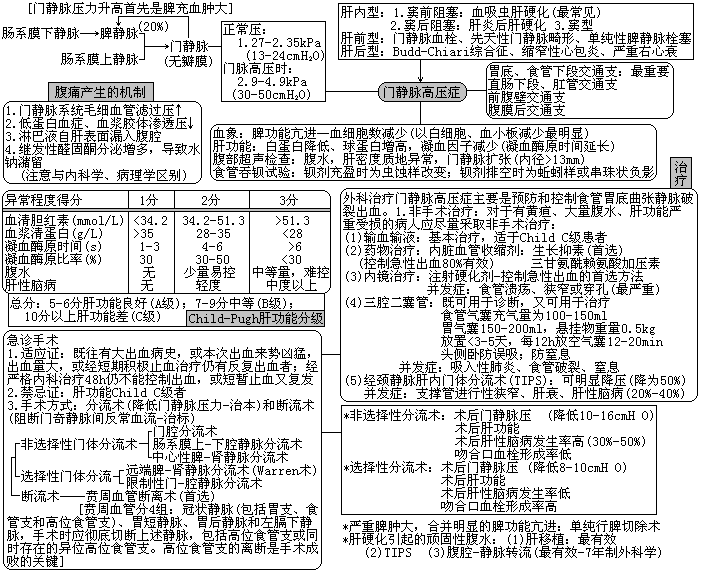 [门静脉压力升高首先是脾充血肿大]
肠系膜下静脉→脾静脉
(20%)
门静脉
(无瓣膜)
肠系膜上静脉
正常压:
1.27-2.35kPa
(13-24cmH₂O)
门脉高压时:
2.9-4.9kPa
(30-50cmH₂O)
肝内型: 1.窦前阻塞: 血吸虫肝硬化(最常见)
2.窦后阻塞: 肝炎后肝硬化 3.窦型
肝前型: 门静脉血栓、先天性门静脉畸形、单纯性脾静脉栓塞
肝后型: Budd-Chiari综合征、缩窄性心包炎、严重右心衰
门静脉高压症
胃底、食管下段交通支: 最重要
直肠下段、肛管交通支
前腹壁交通支
腹膜后交通支
腹痛产生的机制
1.门静脉系统毛细血管滤过压↑
2.低蛋白血症、血浆胶体渗透压↓
3.淋巴液自肝表面漏入腹腔
4.继发性醛固酮分泌增多, 导致水
钠潴留
(注意与内科学、病理学区别)
血象: 脾功能亢进—血细胞数减少(以白细胞、血小板减少最明显)
肝功能: 白蛋白降低、球蛋白增高, 凝血因子减少(凝血酶原时间延长)
腹部超声检查: 腹水, 肝密度质地异常, 门静脉扩张(内径>13mm)
食管吞钡试验: 钡剂充盈时为虫蚀样改变; 钡剂排空时为蚯蚓样或串珠状负影
治疗
异常程度得分 1分 2分 3分
血清胆红素(mmol/L) <34.2 34.2-51.3 >51.3
血浆清蛋白(g/L) >35 28-35 <28
凝血酶原时间(s) 1-3 4-6 >6
凝血酶原比率(%) 30 30-50 <30
腹水 无 少量易控 中等量, 难控
肝性脑病 无 轻度 中度以上
总分: 5-6分肝功能良好(A级); 7-9分中等(B级);
10分以上肝功能差(C级)
Child-Pugh肝功能分级
外科治疗门静脉高压症主要是预防和控制食管胃底曲张静脉破
裂出血。1.非手术治疗: 对于有黄疸、大量腹水、肝功能严
重受损的病人应尽量采取非手术治疗:
(1)输血输液: 基本治疗, 适于Child C级患者
(2)药物治疗: 内脏血管收缩剂: 生长抑素(首选)
(控制急性出血80%有效) 三甘氨酰赖氨酸加压素
(3)内镜治疗: 注射硬化剂-控制急性出血的首选方法
并发症: 食管溃疡、狭窄或穿孔(最严重)
(4)三腔二囊管: 既可用于诊断, 又可用于治疗
食管气囊充气量为100-150ml
胃气囊150-200ml, 悬挂物重量0.5kg
放置<3-5天, 每12h放空气囊12-20min
头侧卧防误吸; 防窒息
并发症: 吸入性肺炎、食管破裂、窒息
(5)经颈静脉肝内门体分流术(TIPS): 可明显降压(降为50%)
并发症: 支撑管进行性狭窄、肝衰、肝性脑病(20%-40%)
急诊手术
1.适应证: 既往有大出血病史, 或本次出血来势凶猛,
出血量大, 或经短期积极止血治疗仍有反复出血者; 经
严格内科治疗48h仍不能控制出血, 或短暂止血又复发
2.禁忌证: 肝功能Child C级者
3.手术方式: 分流术(降低门静脉压力-治本)和断流术
(阻断门奇静脉间反常血流-治标)
非选择性门体分流术
门腔分流术
肠系膜上-下腔静脉分流术
中心性脾-肾静脉分流术
选择性门体分流术
远端脾-肾静脉分流术(Warren术)
限制性门-腔静脉分流术
断流术——贲周血管断离术(首选)
[贲周血管分4组: 冠状静脉(包括胃支、食
管支和高位食管支)、胃短静脉、胃后静脉和左膈下静
脉, 手术时应彻底切断上述静脉, 包括高位食管支或同
时存在的异位高位食管支。高位食管支的离断是手术成
败的关键]
*非选择性分流术: 术后门静脉压 (降低10-16cmH O)
术后肝功能
术后肝性脑病发生率高(30%-50%)
吻合口血栓形成率低
*选择性分流术: 术后门静脉压 (降低8-10cmH O)
术后肝功能
术后肝性脑病发生率低
吻合口血栓形成率高
*严重脾肿大, 合并明显的脾功能亢进: 单纯行脾切除术
*肝硬化引起的顽固性腹水: (1)肝移植: 最有效
(2)TIPS (3)腹腔-静脉转流(最有效-7年制外科学)